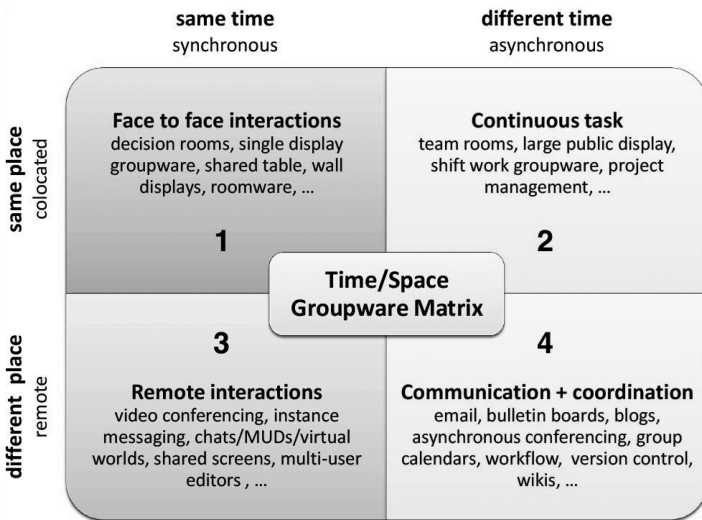 same time
synchronous
different time
asynchronous
same place
colocated
Face to face interactions
decision rooms, single display
groupware, shared table, wall
displays, roomware, ...
1
Continuous task
team rooms, large public display,
shift work groupware, project
management, ...
2
Time/Space
Groupware Matrix
different place
remote
3
Remote interactions
video conferencing, instance
messaging, chats/MUDs/virtual
worlds, shared screens, multi-user
editors , ...
4
Communication + coordination
email, bulletin boards, blogs,
asynchronous conferencing, group
calendars, workflow, version control,
wikis, ...